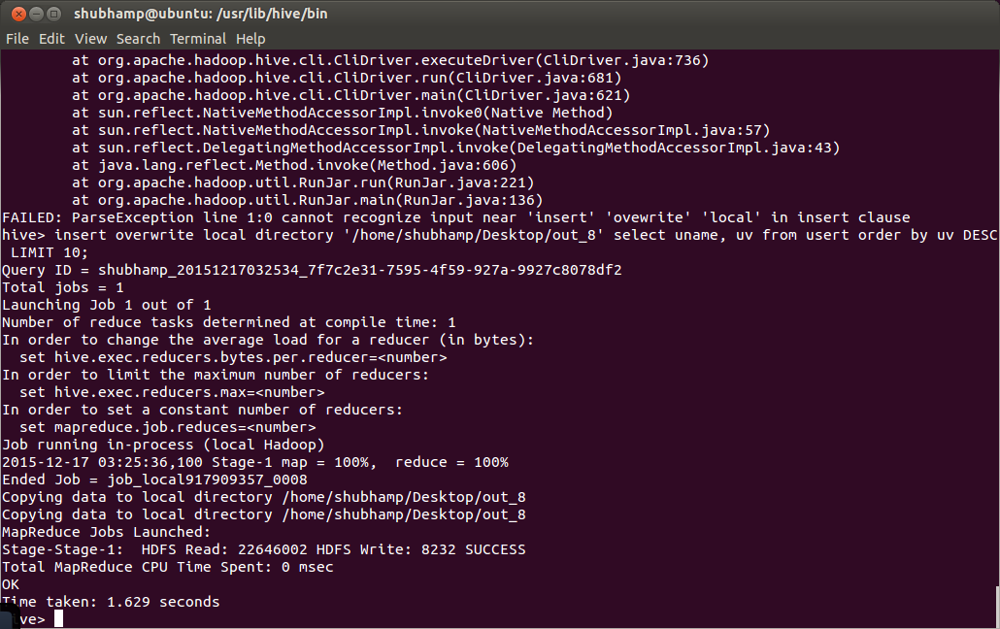 shubhamp@ubuntu: /usr/lib/hive/bin
File Edit View Search Terminal Help
at org.apache.hadoop.hive.cli.CliDriver.executeDriver(CliDriver.java:736)
at org.apache.hadoop.hive.cli.CliDriver.run(CliDriver.java:681)
at org.apache.hadoop.hive.cli.CliDriver.main(CliDriver.java:621)
at sun.reflect.NativeMethodAccessorImpl.invoke0(Native Method)
at sun.reflect.NativeMethodAccessorImpl.invoke(NativeMethodAccessorImpl.java:57)
at sun.reflect.DelegatingMethodAccessorImpl.invoke(DelegatingMethodAccessorImpl.java:43)
at java.lang.reflect.Method.invoke(Method.java:606)
at org.apache.hadoop.util.RunJar.run(RunJar.java:221)
at org.apache.hadoop.util.RunJar.main(RunJar.java:136)
FAILED: ParseException line 1:0 cannot recognize input near 'insert' 'ovewrite' 'local' in insert clause
hive> insert overwrite local directory '/home/shubhamp/Desktop/out_8' select uname, uv from usert order by uv DESC
LIMIT 10;
Query ID = shubhamp_20151217032534_7f7c2e31-7595-4f59-927a-9927c8078df2
Total jobs = 1
Launching Job 1 out of 1
Number of reduce tasks determined at compile time: 1
In order to change the average load for a reducer (in bytes):
set hive.exec.reducers.bytes.per.reducer=<number>
In order to limit the maximum number of reducers:
set hive.exec.reducers.max=<number>
In order to set a constant number of reducers:
set mapreduce.job.reduces=<number>
Job running in-process (local Hadoop)
2015-12-17 03:25:36,100 Stage-1 map = 100%,  reduce = 100%
Ended Job = job_local917909357_0008
Copying data to local directory /home/shubhamp/Desktop/out_8
Copying data to local directory /home/shubhamp/Desktop/out_8
MapReduce Jobs Launched:
Stage-Stage-1:  HDFS Read: 22646002 HDFS Write: 8232 SUCCESS
Total MapReduce CPU Time Spent: 0 msec
OK
Time taken: 1.629 seconds
ve>